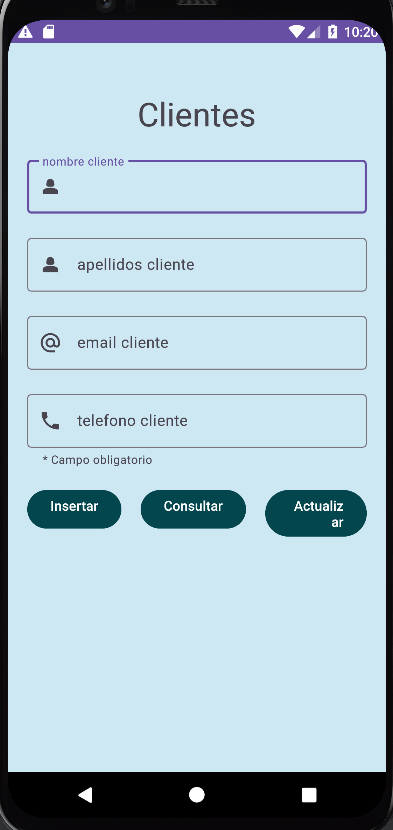 10:20
Clientes
nombre cliente
apellidos cliente
email cliente
telefono cliente
* Campo obligatorio
Insertar
Consultar
Actualiz
ar